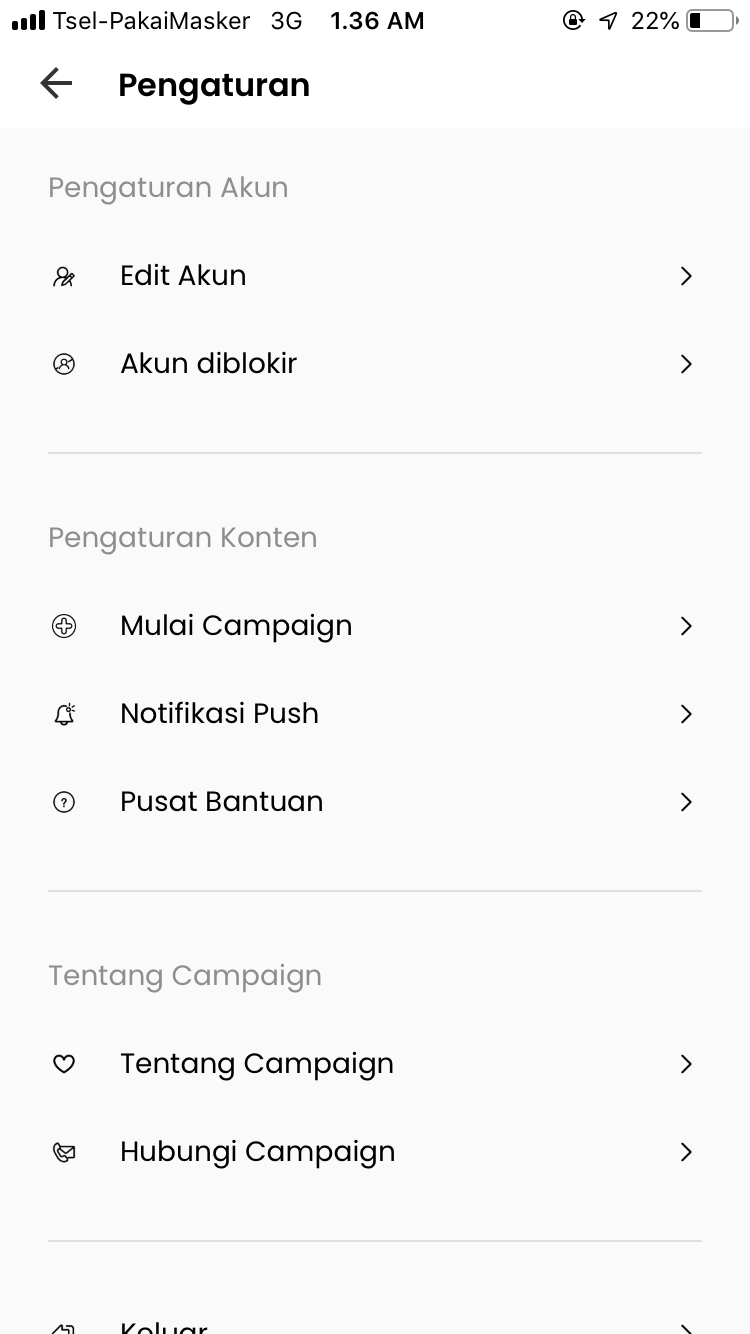 Tsel-PakaiMasker 3G 1.36 AM 22%
Pengaturan
Pengaturan Akun
Edit Akun
Akun diblokir
Pengaturan Konten
Mulai Campaign
Notifikasi Push
Pusat Bantuan
Tentang Campaign
Tentang Campaign
Hubungi Campaign
Keluar